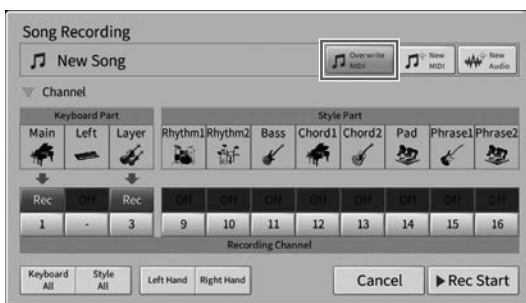 Song Recording
New Song
Overwrite MIDI
New MIDI
New Audio
Channel
Keyboard Part
Style Part
Main Left Layer Rhythm1 Rhythm2 Bass Chord1 Chord2 Pad Phrase1 Phrase2
Rec Off Rec Off Off Off Off Off Off Off Off
1 - 3 9 10 11 12 13 14 15 16
Recording Channel
Keyboard All
Style All
Left Hand
Right Hand
Cancel
Rec Start